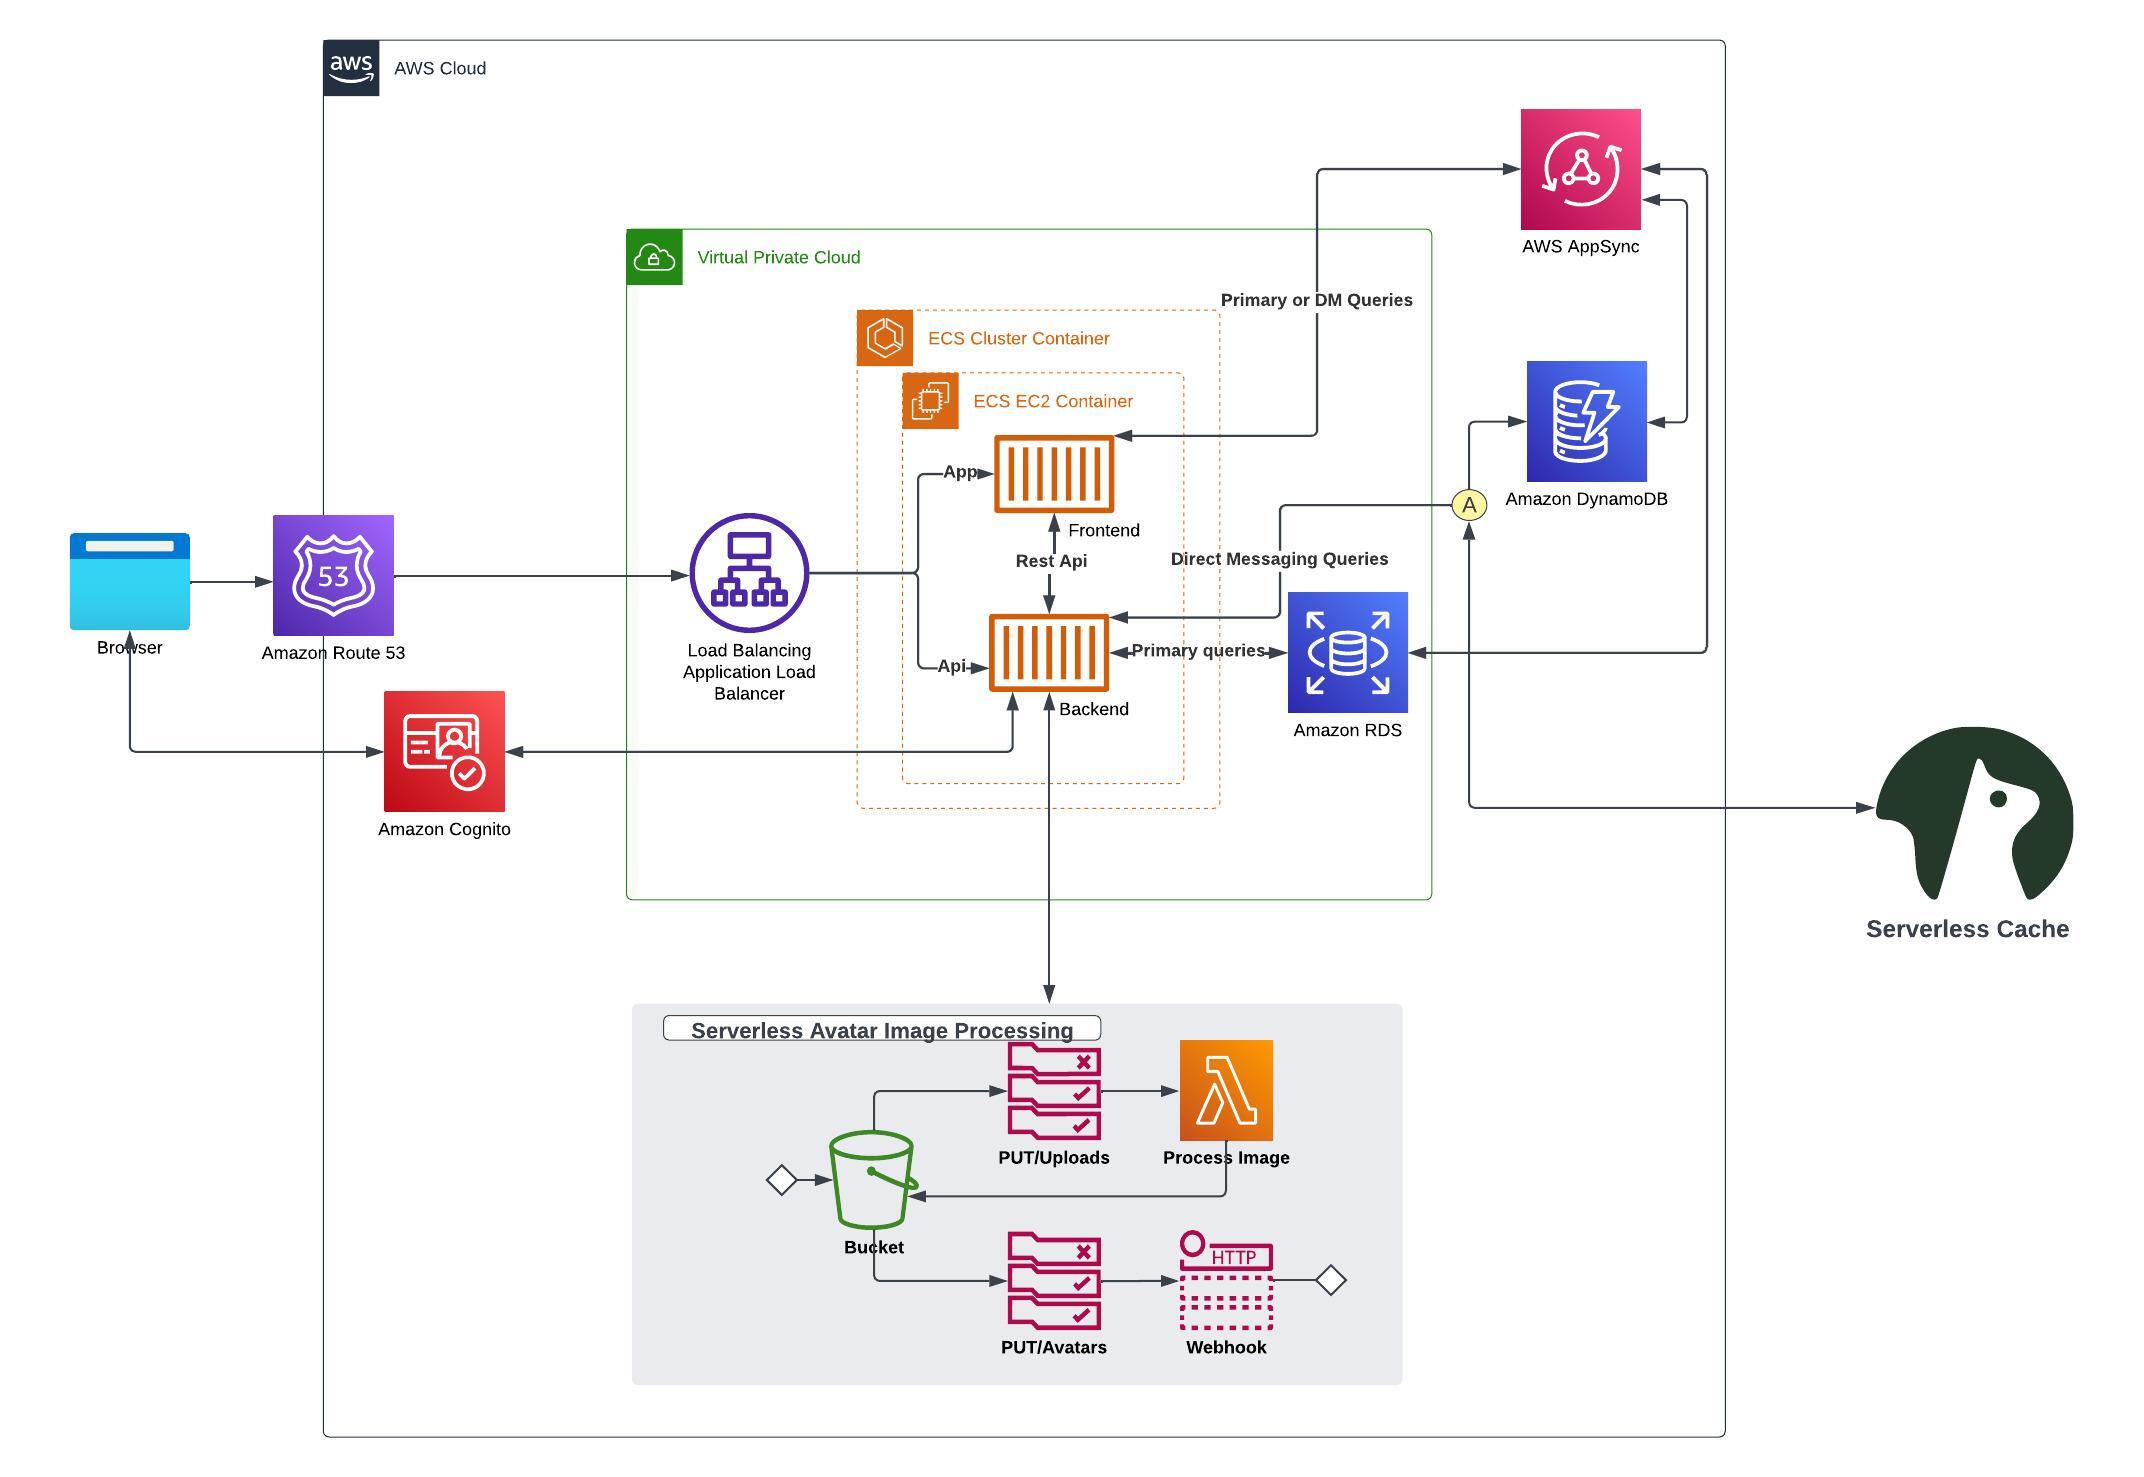 aws
AWS Cloud
AWS AppSync
Virtual Private Cloud
Primary or DM Queries
ECS Cluster Container
ECS EC2 Container
App
Frontend
Amazon DynamoDB
A
Rest Api
Direct Messaging Queries
53
Browser
Amazon Route 53
Load Balancing
Application Load
Balancer
Api
Primary queries
Backend
Amazon RDS
Amazon Cognito
Serverless Cache
Serverless Avatar Image Processing
PUT/Uploads
Process Image
Bucket
HTTP
PUT/Avatars
Webhook